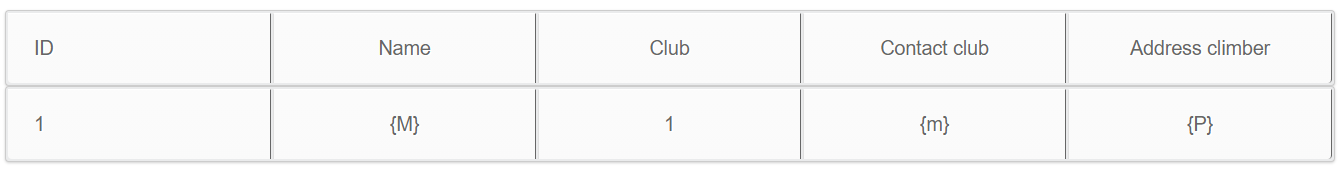 ID Name Club Contact club Address climber
1 {M} 1 {m} {P}